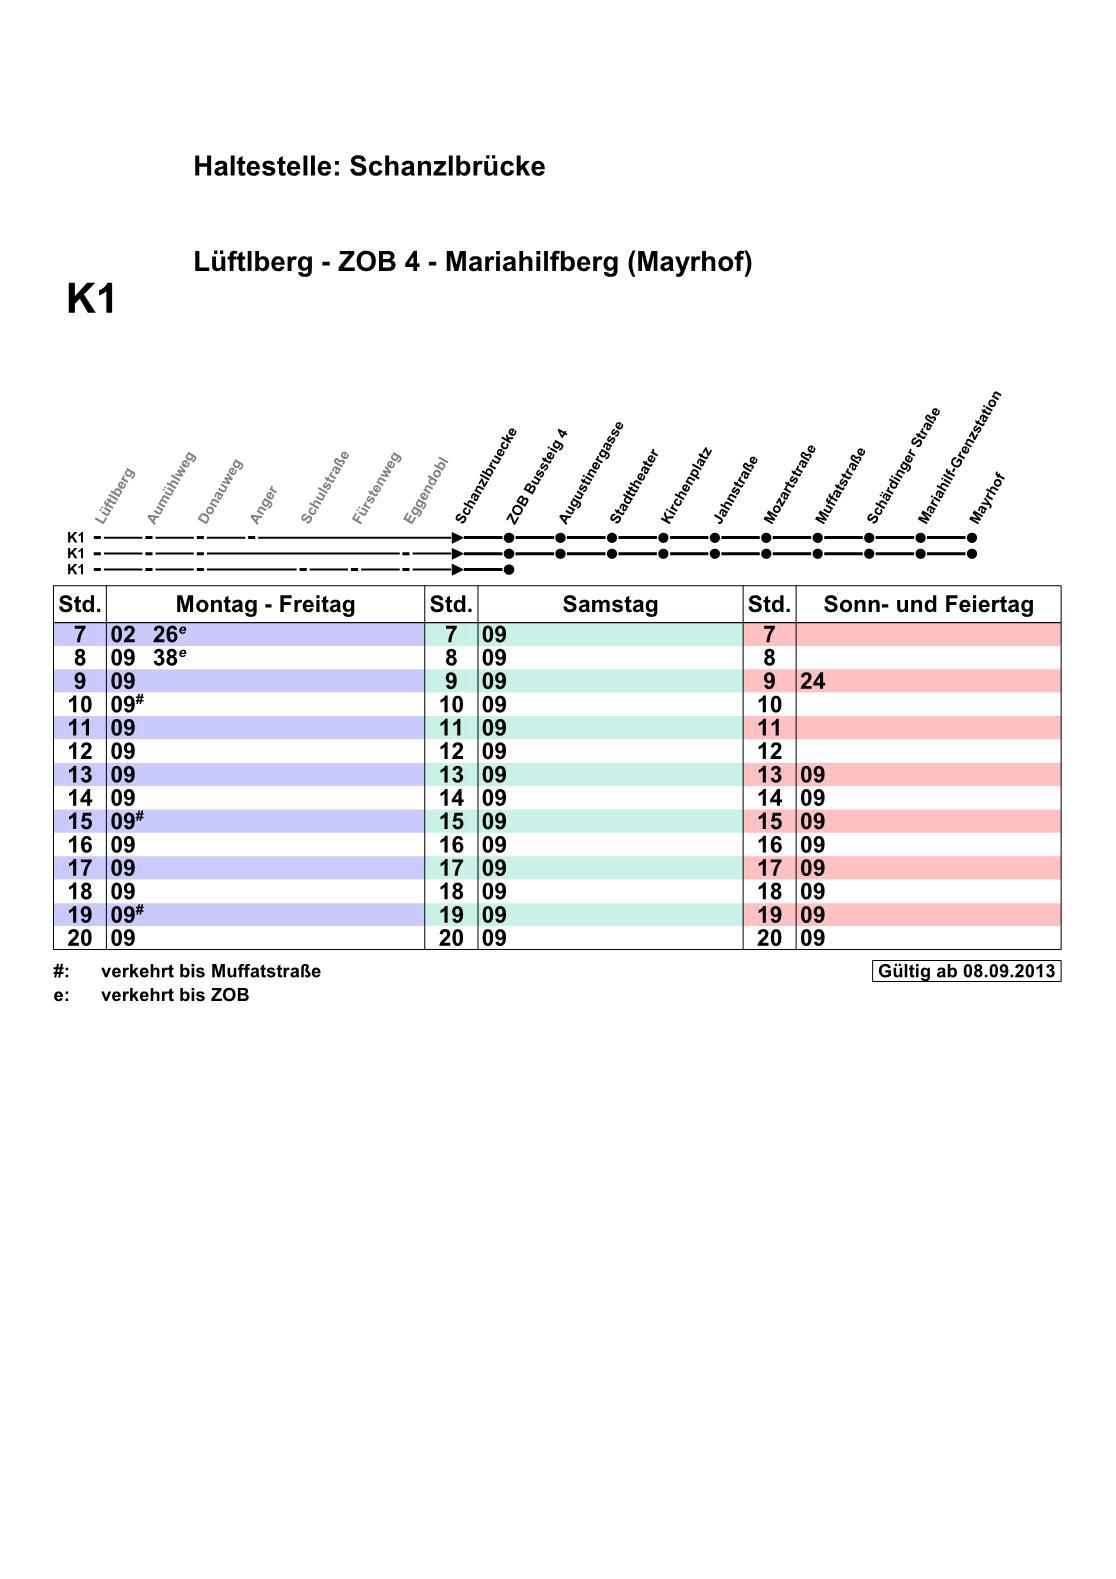 Haltestelle: Schanzlbrücke
Lüftlberg - ZOB 4 - Mariahilfberg (Mayrhof)
K1
Lüftlberg Aumühlweg Donauweg Anger Schulstraße Fürstenweg Eggendobl Schanzlbruecke ZOB Bussteig 4 Augustinergasse Stadttheater Kirchenplatz Jahnstraße Mozartstraße Muffatstraße Schärdinger Straße Mariahilf-Grenzstation Mayrhof
K1
K1
K1
Std. Montag - Freitag Std. Samstag Std. Sonn- und Feiertag
7 02 26e 7 09 7
8 09 38e 8 09 8
9 09 9 09 9 24
10 09# 10 09 10
11 09 11 09 11
12 09 12 09 12
13 09 13 09 13 09
14 09 14 09 14 09
15 09# 15 09 15 09
16 09 16 09 16 09
17 09 17 09 17 09
18 09 18 09 18 09
19 09# 19 09 19 09
20 09 20 09 20 09
#: verkehrt bis Muffatstraße Gültig ab 08.09.2013
e: verkehrt bis ZOB